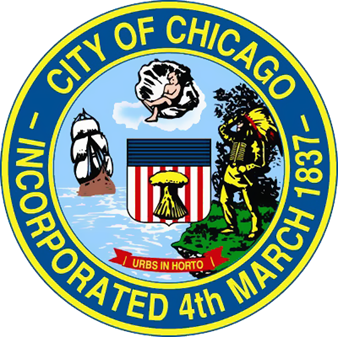 CITY OF CHICAGO
– INCORPORATED 4th MARCH 1837 –
URBS IN HORTO